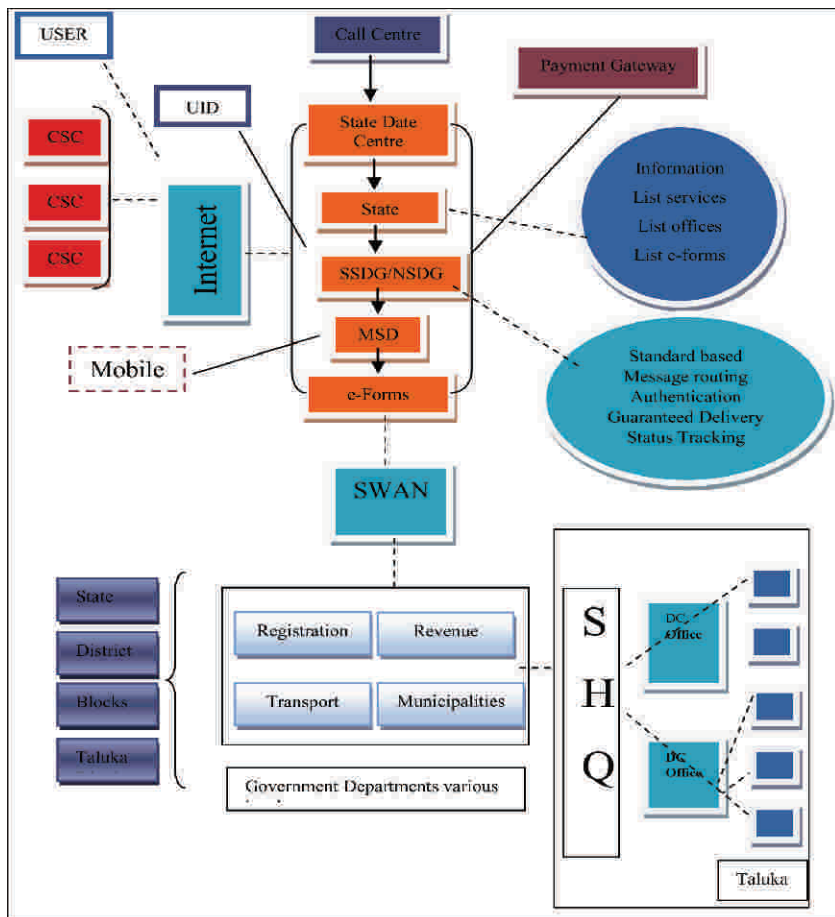 USER
Call Centre
Payment Gateway
UID
CSC
CSC
CSC
Internet
State Date
Centre
State
SSDG/NSDG
MSD
e-Forms
Mobile
Information
List services
List offices
List e-forms
Standard based
Message routing
Authentication
Guaranteed Delivery
Status Tracking
SWAN
State
District
Blocks
Taluka
Registration
Revenue
Transport
Municipalities
Government Departments various
S
H
Q
DC
Office
DC
Office
Taluka